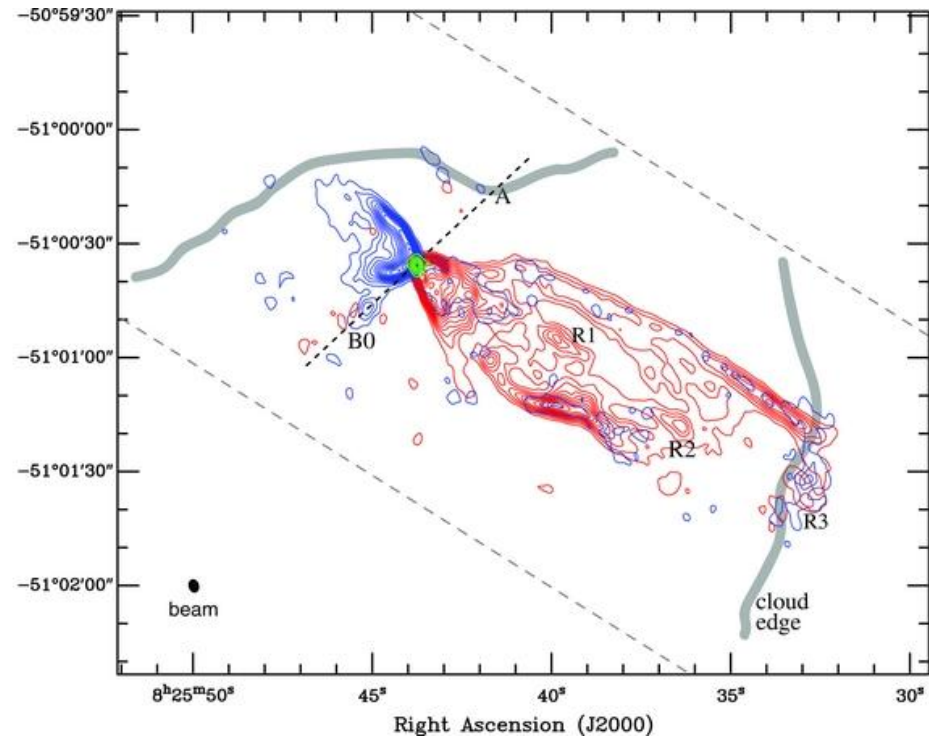 -50°59′30″
-51°00′00″
A
-51°00′30″
B0
R1
-51°01′00″
R2
-51°01′30″
R3
-51°02′00″
beam
cloud
edge
8ʰ25ᵐ50ˢ 45ˢ 40ˢ 35ˢ 30ˢ
Right Ascension (J2000)